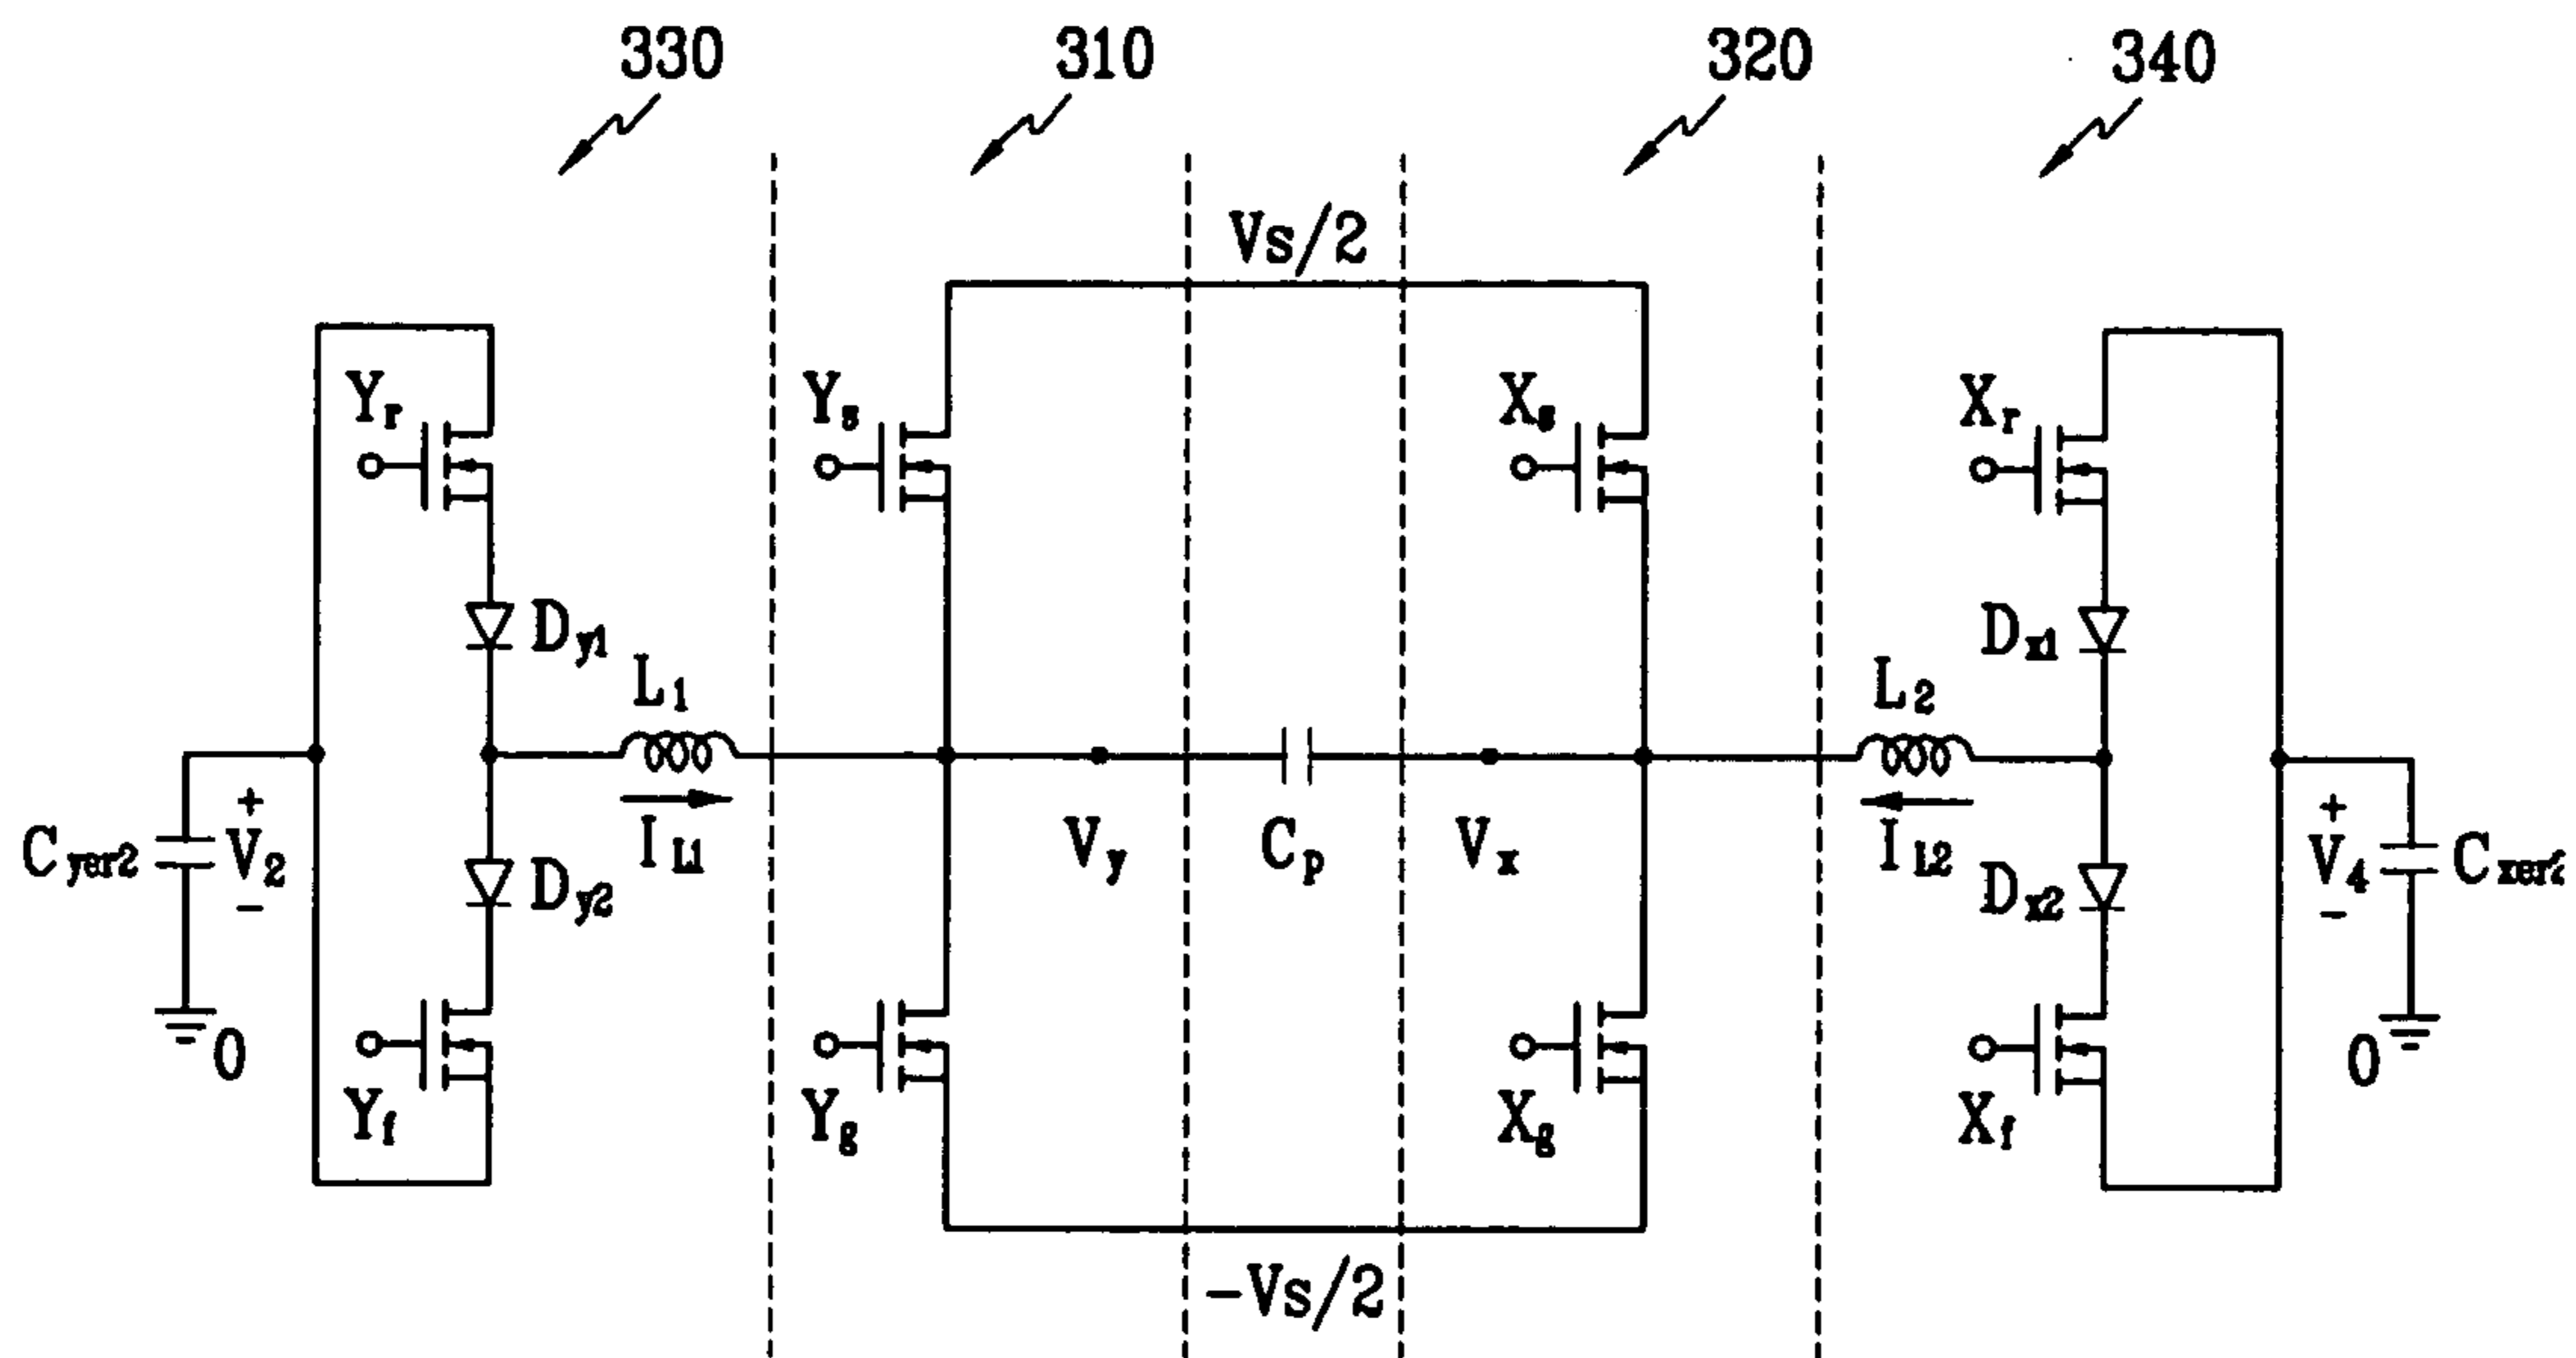 330
310
320
340
Vs/2
Yr
Ys
Xs
Xr
Dy1
Dx1
L1
L2
Cyer2
+
V2
-
IL1
Vy
Cp
Vx
IL2
Dy2
Dx2
+
V4
-
Cxer2
0
0
Yf
Yg
Xg
Xf
-Vs/2